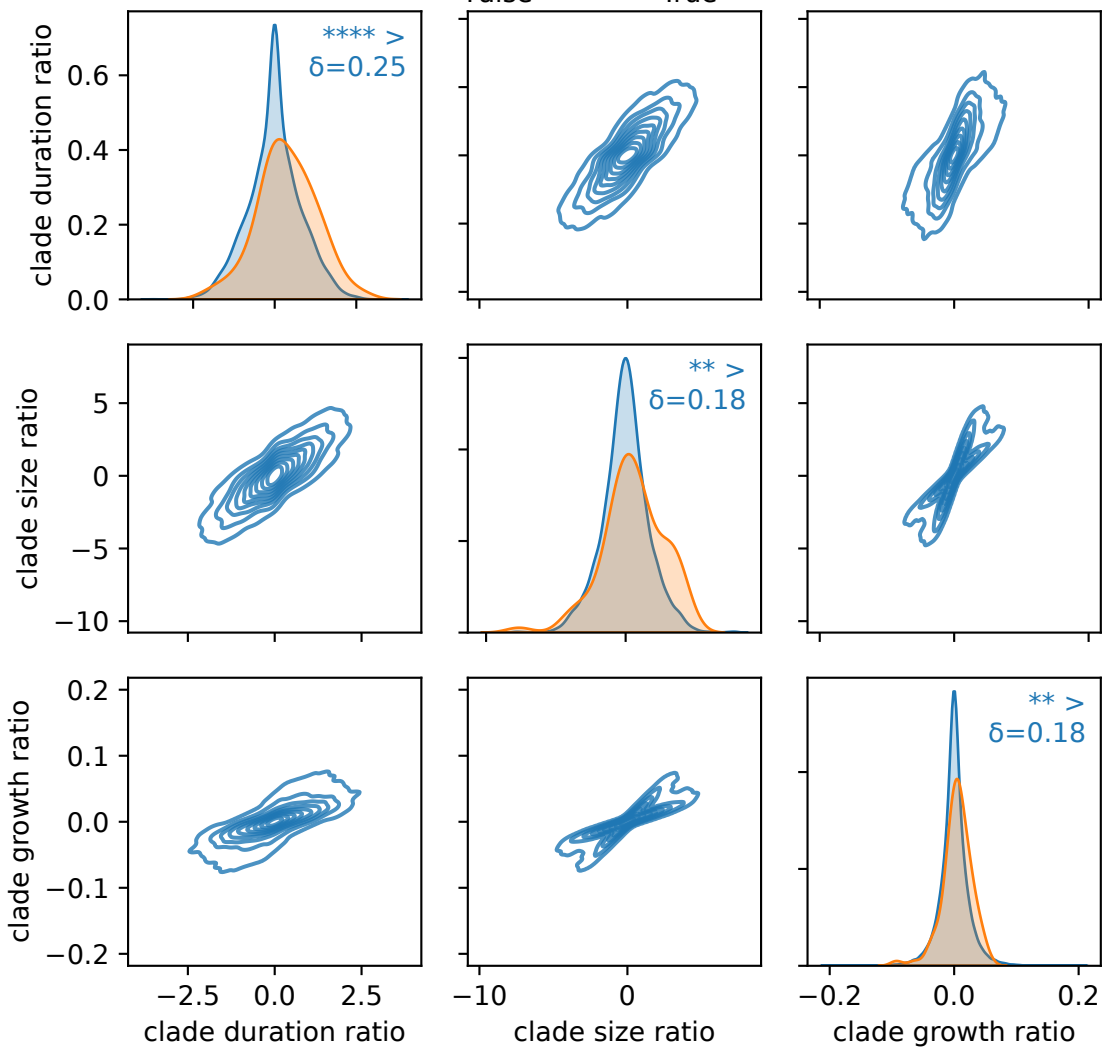 True
clade duration ratio
0.6
0.4
0.2
0.0
**** >
δ=0.25
clade size ratio
5
0
−5
−10
** >
δ=0.18
clade growth ratio
0.2
0.1
0.0
−0.1
−0.2
** >
δ=0.18
−2.5 0.0 2.5
−10 0
−0.2 0.0 0.2
clade duration ratio
clade size ratio
clade growth ratio